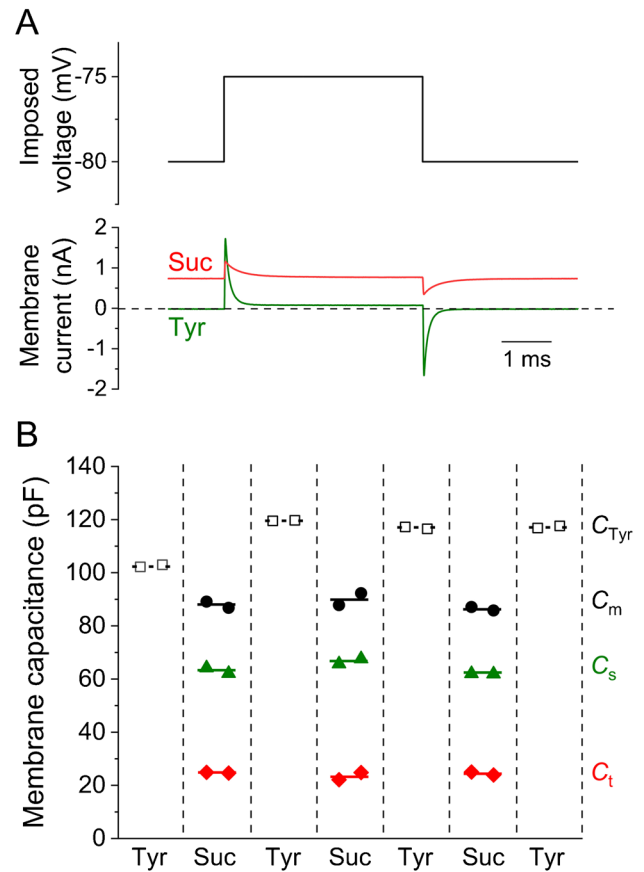 A
Imposed
voltage (mV)
-75
-80
Membrane
current (nA)
2
1
0
-1
-2
Suc
Tyr
1 ms
B
Membrane capacitance (pF)
140
120
100
80
60
40
20
0
CTyr
Cm
Cs
Ct
Tyr Suc Tyr Suc Tyr Suc Tyr